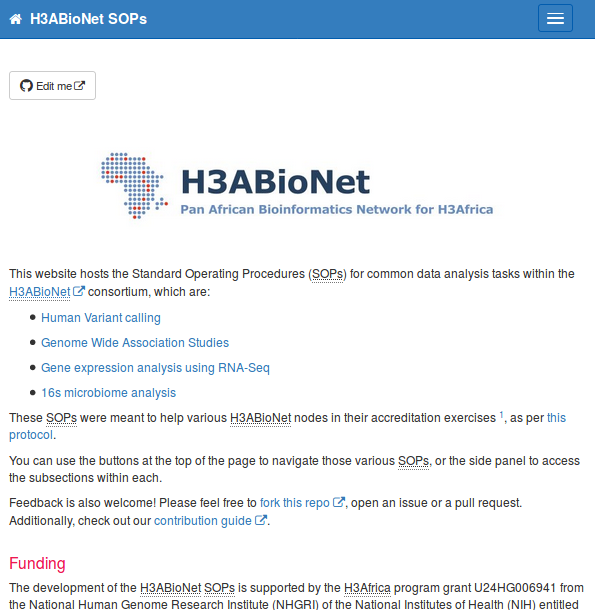 H3ABioNet SOPs
Edit me
H3ABioNet
Pan African Bioinformatics Network for H3Africa
This website hosts the Standard Operating Procedures (SOPs) for common data analysis tasks within the
H3ABioNet consortium, which are:
Human Variant calling
Genome Wide Association Studies
Gene expression analysis using RNA-Seq
16s microbiome analysis
These SOPs were meant to help various H3ABioNet nodes in their accreditation exercises 1, as per this
protocol.
You can use the buttons at the top of the page to navigate those various SOPs, or the side panel to access
the subsections within each.
Feedback is also welcome! Please feel free to fork this repo, open an issue or a pull request.
Additionally, check out our contribution guide.
Funding
The development of the H3ABioNet SOPs is supported by the H3Africa program grant U24HG006941 from
the National Human Genome Research Institute (NHGRI) of the National Institutes of Health (NIH) entitled